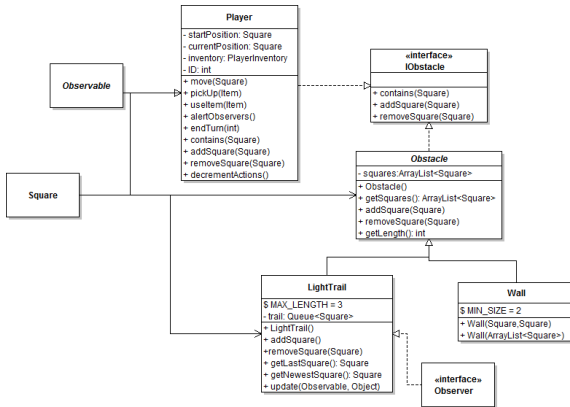 Player
- startPosition: Square
- currentPosition: Square
- inventory: PlayerInventory
- ID: int
+ move(Square)
+ pickUp(Item)
+ useItem(Item)
+ alertObservers()
+ endTurn(int)
+ contains(Square)
+ addSquare(Square)
+ removeSquare(Square)
+ decrementActions()
«interface»
IObstacle
+ contains(Square)
+ addSquare(Square)
+ removeSquare(Square)
Observable
Obstacle
- squares:ArrayList<Square>
+ Obstacle()
+ getSquares(): ArrayList<Square>
+ addSquare(Square)
+ removeSquare(Square)
+ getLength(): int
Square
LightTrail
$ MAX_LENGTH = 3
- trail: Queue<Square>
+ LightTrail()
+ addSquare()
+removeSquare(Square)
+ getLastSquare(): Square
+ getNewestSquare(): Square
+ update(Observable, Object)
Wall
$ MIN_SIZE = 2
+ Wall(Square,Square)
+ Wall(ArrayList<Square>)
«interface»
Observer